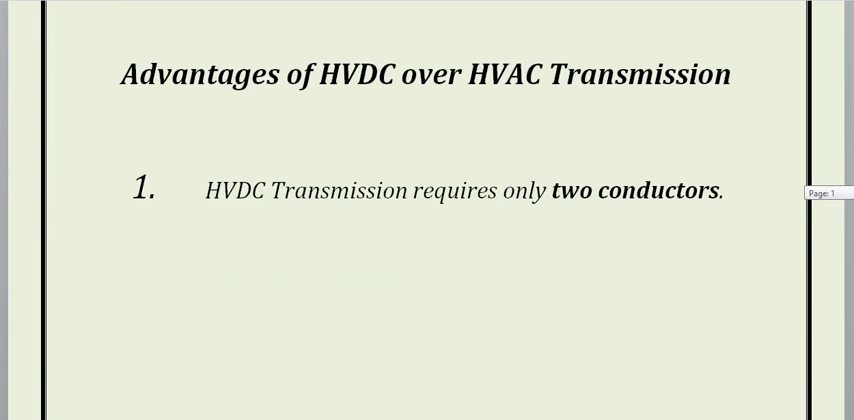 Advantages of HVDC over HVAC Transmission
1. HVDC Transmission requires only two conductors.
Page: 1